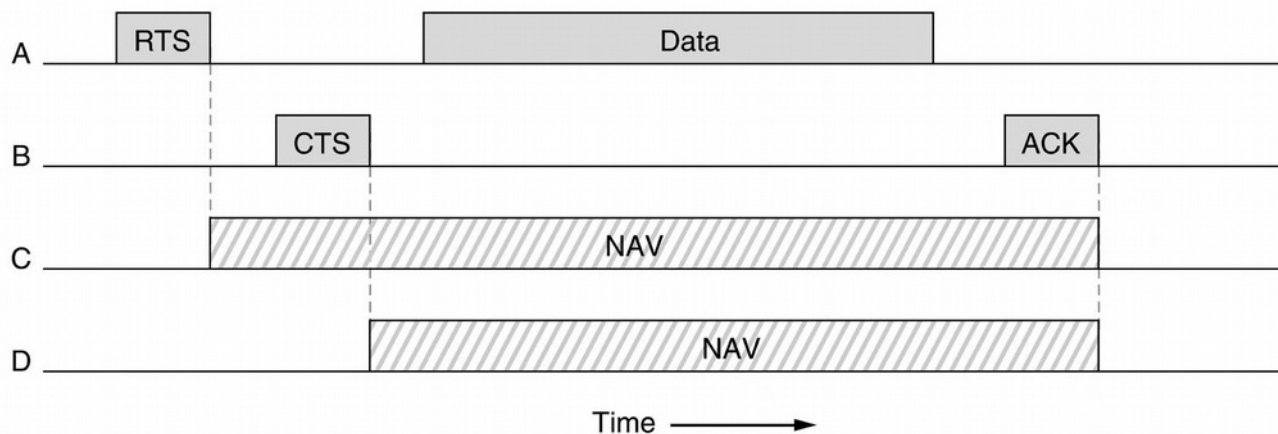 A RTS Data
B CTS ACK
C NAV
D NAV
Time